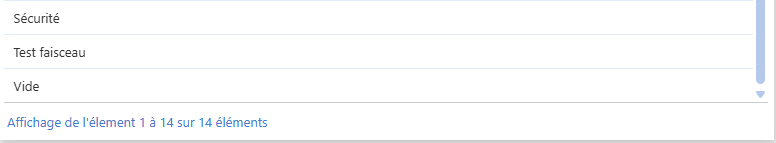 Sécurité
Test faisceau
Vide
Affichage de l'élement 1 à 14 sur 14 éléments